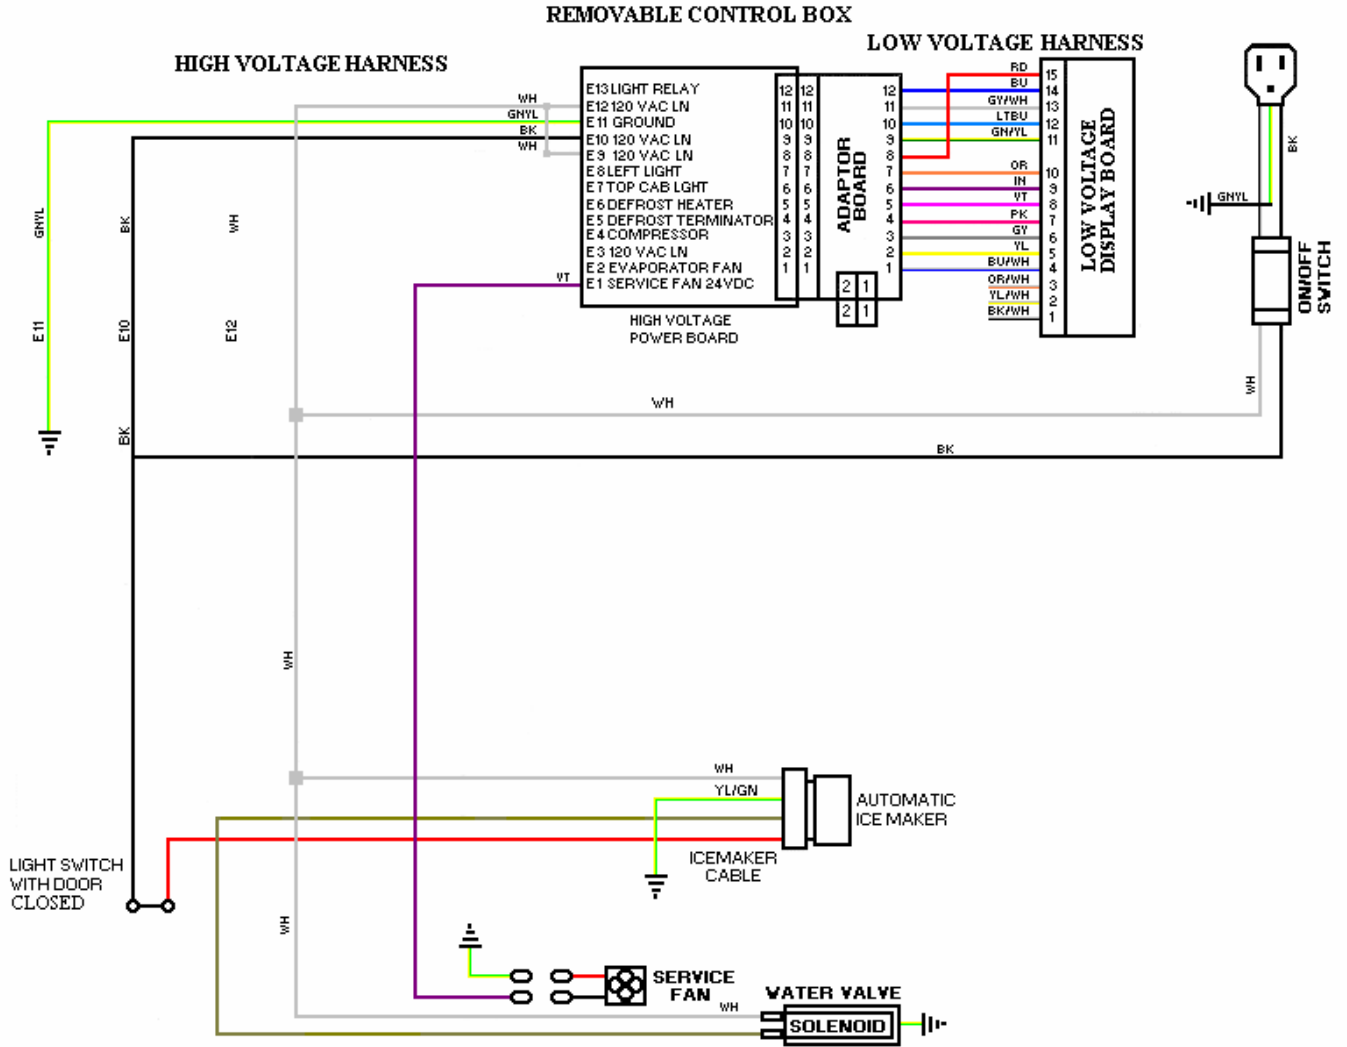 REMOVABLE CONTROL BOX
HIGH VOLTAGE HARNESS
LOW VOLTAGE HARNESS
E13 LIGHT RELAY
E12 120 VAC LN
E11 GROUND
E10 120 VAC LN
E9 120 VAC LN
E8 LEFT LIGHT
E7 TOP CAB LGHT
E6 DEFROST HEATER
E5 DEFROST TERMINATOR
E4 COMPRESSOR
E3 120 VAC LN
E2 EVAPORATOR FAN
E1 SERVICE FAN 24VDC
WH
GNYL
BK
WH
VT
12 12
11 11
10 10
9 9
8 8
7 7
6 6
5 5
4 4
3 3
2 2
1 1
ADAPTOR
BOARD
12
11
10
9
8
7
6
5
4
3
2
1
2 1
2 1
HIGH VOLTAGE
POWER BOARD
RD 15
BU 14
GY/WH 13
LTBU 12
GN/YL 11
OR 10
IN 9
VT 8
PK 7
GY 6
YL 5
BU/WH 4
OR/WH 3
YL/WH 2
BK/WH 1
LOW VOLTAGE
DISPLAY BOARD
BK
GNYL
ON/OFF
SWITCH
GNYL
BK
WH
E11
E10
E12
BK
WH
WH
BK
WH
WH
YL/GN
AUTOMATIC
ICE MAKER
ICEMAKER
CABLE
LIGHT SWITCH
WITH DOOR
CLOSED
WH
SERVICE
FAN
WH
WATER VALVE
SOLENOID